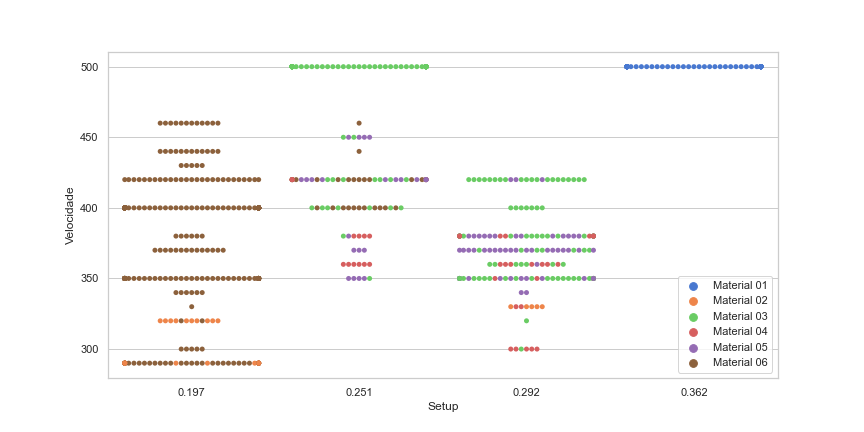 500
450
400
350
300
Velocidade
0.197 0.251 0.292 0.362
Setup
Material 01
Material 02
Material 03
Material 04
Material 05
Material 06